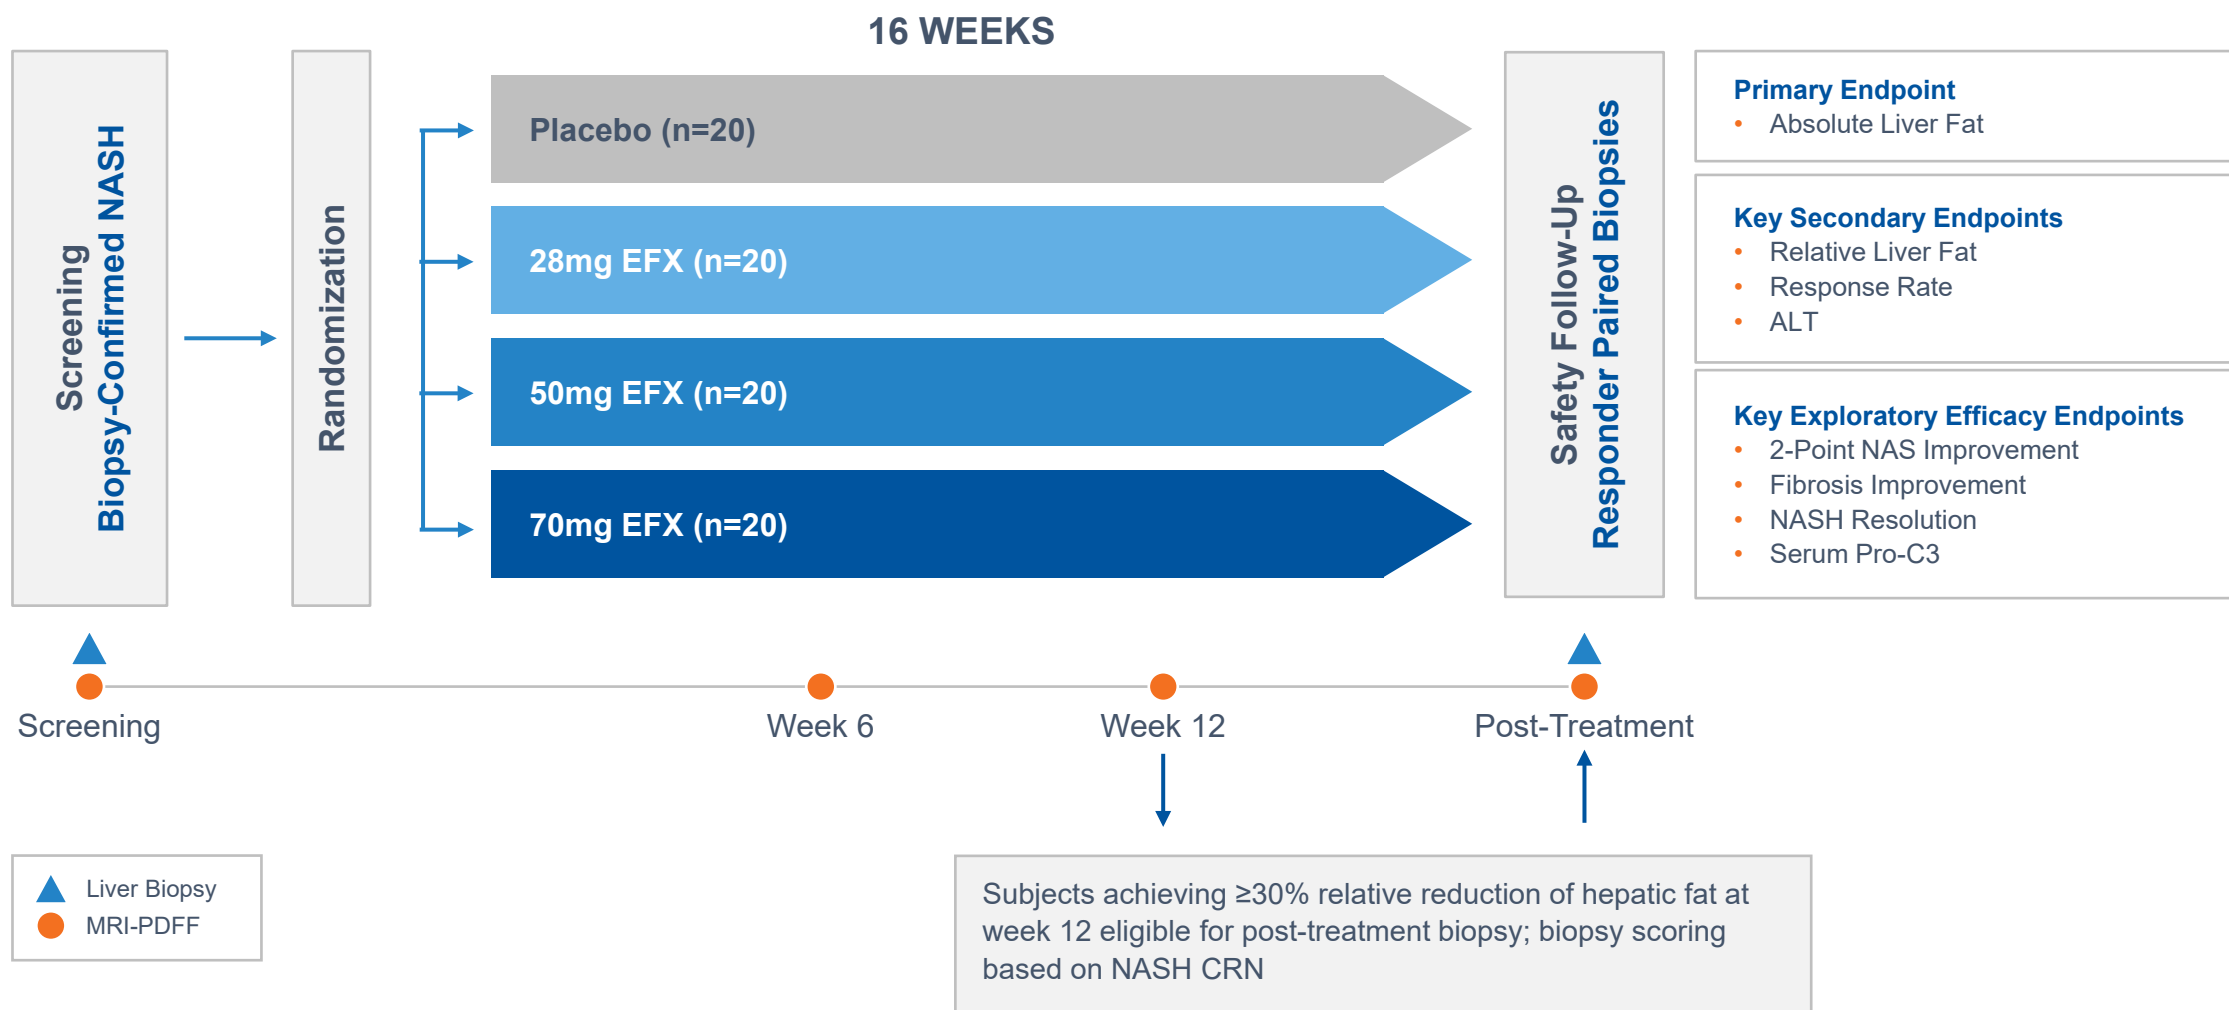 16 WEEKS
Screening
Biopsy-Confirmed NASH
Randomization
Placebo (n=20)
28mg EFX (n=20)
50mg EFX (n=20)
70mg EFX (n=20)
Safety Follow-Up
Responder Paired Biopsies
Primary Endpoint
• Absolute Liver Fat
Key Secondary Endpoints
• Relative Liver Fat
• Response Rate
• ALT
Key Exploratory Efficacy Endpoints
• 2-Point NAS Improvement
• Fibrosis Improvement
• NASH Resolution
• Serum Pro-C3
Screening
Week 6
Week 12
Post-Treatment
Liver Biopsy
MRI-PDFF
Subjects achieving ≥30% relative reduction of hepatic fat at
week 12 eligible for post-treatment biopsy; biopsy scoring
based on NASH CRN